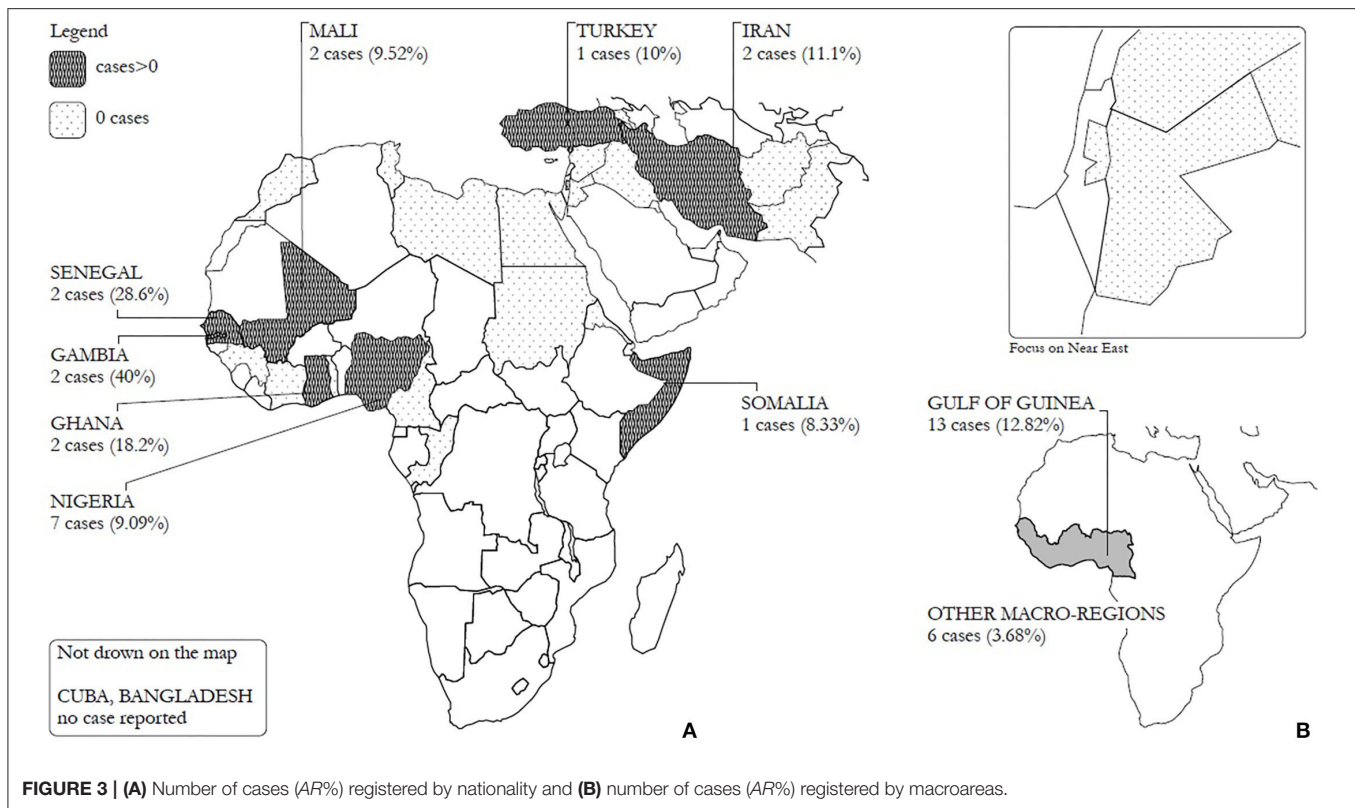 Legend
cases>0
0 cases
MALI
2 cases (9.52%)
TURKEY
1 cases (10%)
IRAN
2 cases (11.1%)
SENEGAL
2 cases (28.6%)
GAMBIA
2 cases (40%)
GHANA
2 cases (18.2%)
NIGERIA
7 cases (9.09%)
SOMALIA
1 cases (8.33%)
Not drown on the map
CUBA, BANGLADESH
no case reported
A
Focus on Near East
GULF OF GUINEA
13 cases (12.82%)
OTHER MACRO-REGIONS
6 cases (3.68%)
B
FIGURE 3 | (A) Number of cases (AR%) registered by nationality and (B) number of cases (AR%) registered by macroareas.